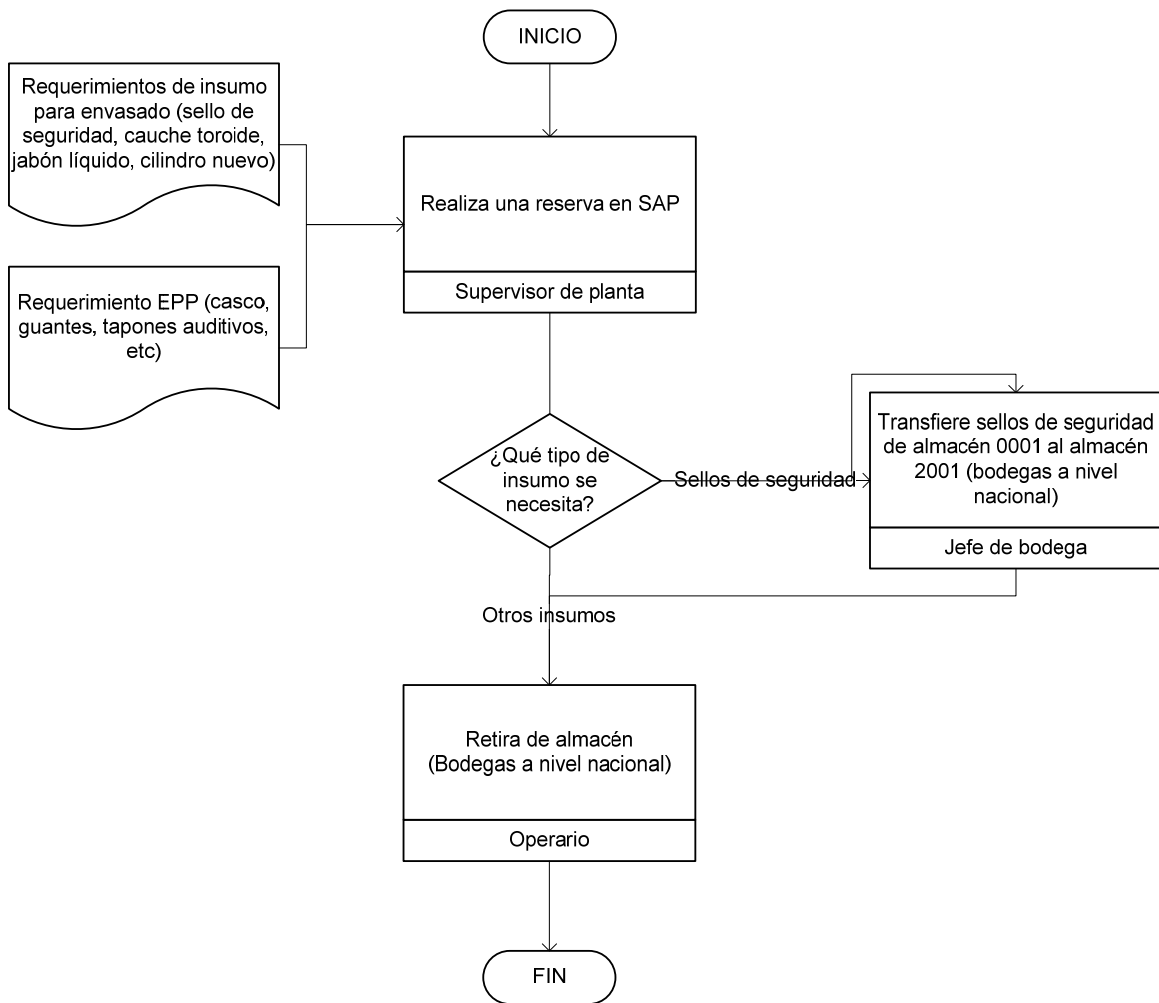 INICIO
Requerimientos de insumo
para envasado (sello de
seguridad, cauche toroide,
jabón líquido, cilindro nuevo)
Realiza una reserva en SAP
Supervisor de planta
Requerimiento EPP (casco,
guantes, tapones auditivos,
etc)
¿Qué tipo de
insumo se
necesita?
Sellos de seguridad
Transfiere sellos de seguridad
de almacén 0001 al almacén
2001 (bodegas a nivel
nacional)
Jefe de bodega
Otros insumos
Retira de almacén
(Bodegas a nivel nacional)
Operario
FIN